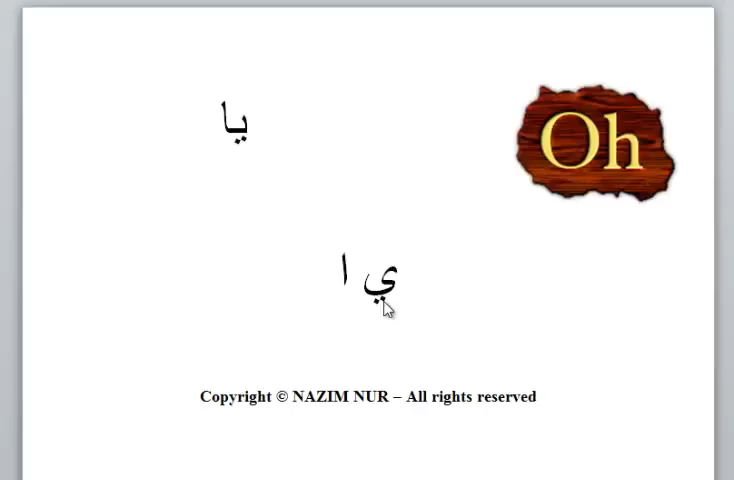 يا
Oh
ي ا
Copyright © NAZIM NUR – All rights reserved